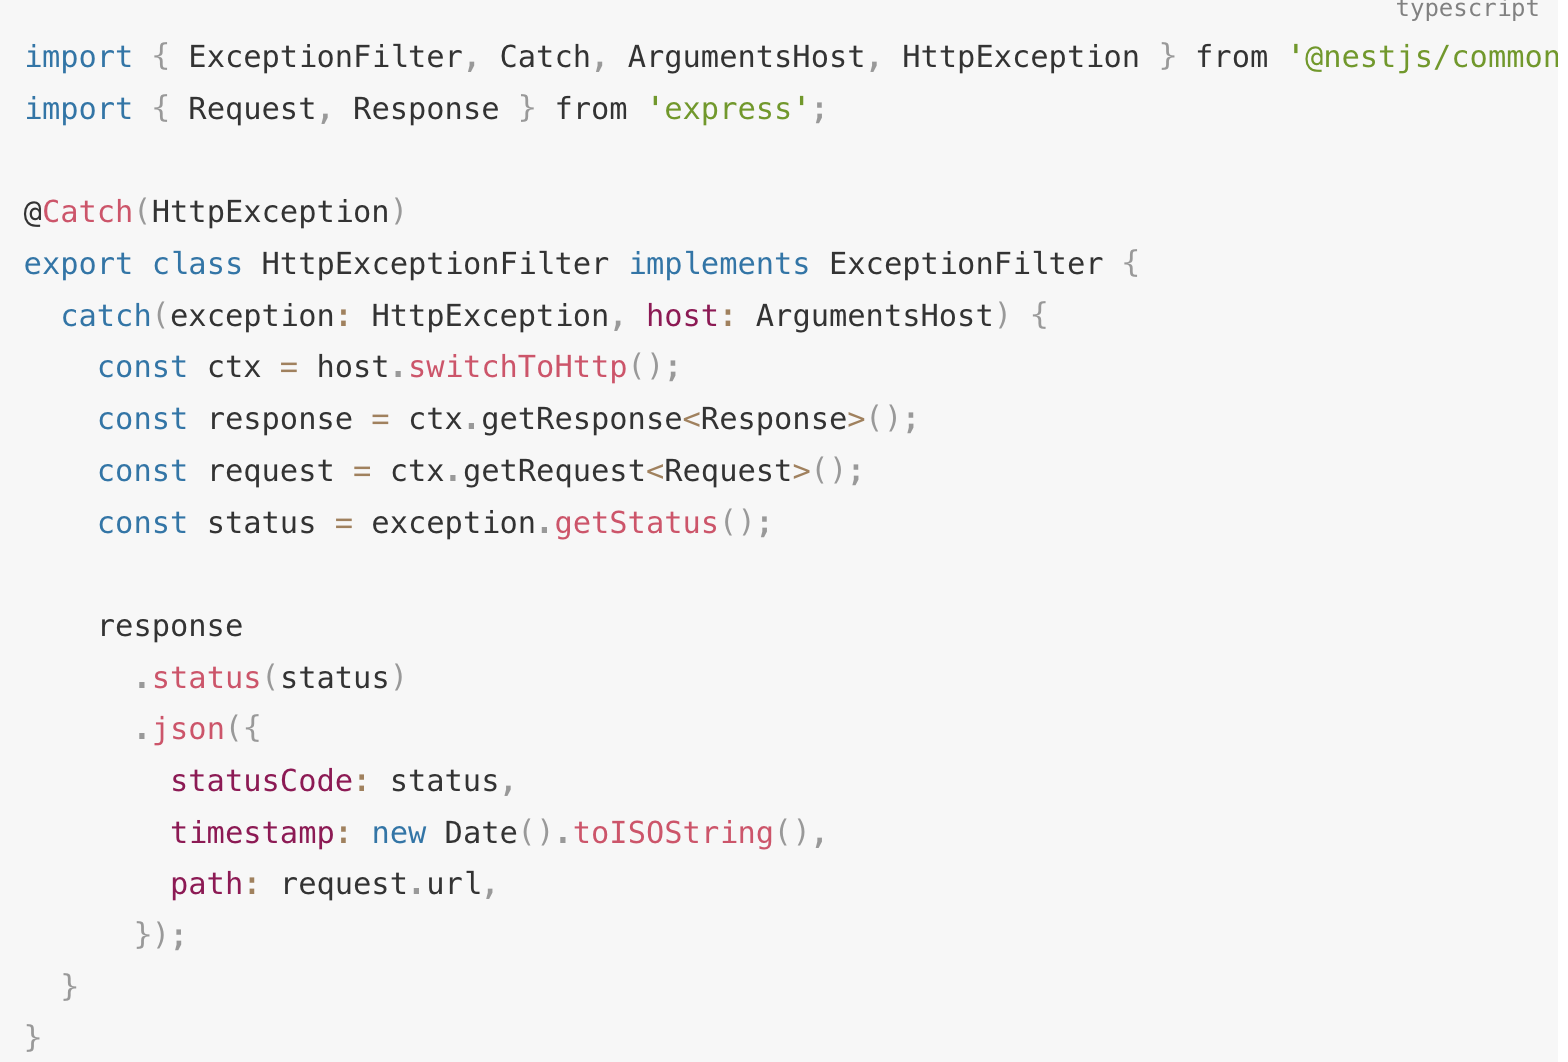 typescript
import { ExceptionFilter, Catch, ArgumentsHost, HttpException } from '@nestjs/common
import { Request, Response } from 'express';

@Catch(HttpException)
export class HttpExceptionFilter implements ExceptionFilter {
  catch(exception: HttpException, host: ArgumentsHost) {
    const ctx = host.switchToHttp();
    const response = ctx.getResponse<Response>();
    const request = ctx.getRequest<Request>();
    const status = exception.getStatus();

    response
      .status(status)
      .json({
        statusCode: status,
        timestamp: new Date().toISOString(),
        path: request.url,
      });
  }
}